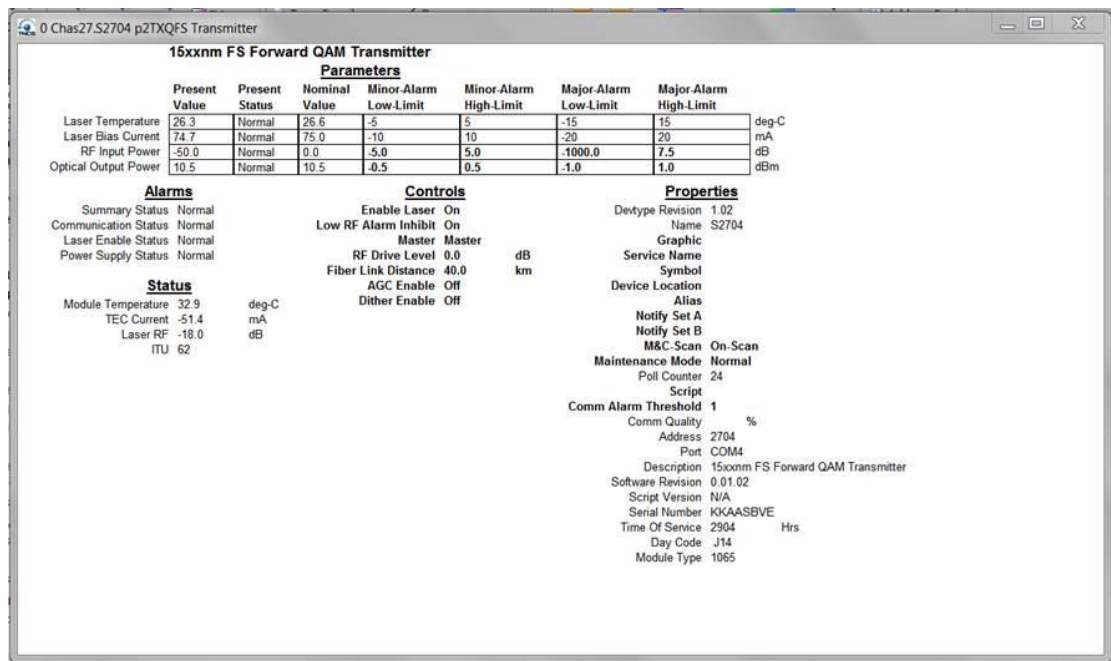 0 Chas27.S2704 p2TXQFS Transmitter
15xxnm FS Forward QAM Transmitter
Parameters
Present Present Nominal Minor-Alarm Minor-Alarm Major-Alarm Major-Alarm
Value Status Value Low-Limit High-Limit Low-Limit High-Limit
Laser Temperature 26.3 Normal 26.6 -5 5 -15 15 deg-C
Laser Bias Current 74.7 Normal 75.0 -10 10 -20 20 mA
RF Input Power -50.0 Normal 0.0 -5.0 5.0 -1000.0 7.5 dB
Optical Output Power 10.5 Normal 10.5 -0.5 0.5 -1.0 1.0 dBm
Alarms
Summary Status Normal
Communication Status Normal
Laser Enable Status Normal
Power Supply Status Normal
Status
Module Temperature 32.9 deg-C
TEC Current -51.4 mA
Laser RF -18.0 dB
ITU 62
Controls
Enable Laser On
Low RF Alarm Inhibit On
Master Master
RF Drive Level 0.0 dB
Fiber Link Distance 40.0 km
AGC Enable Off
Dither Enable Off
Properties
Devtype Revision 1.02
Name S2704
Graphic
Service Name
Symbol
Device Location
Alias
Notify Set A
Notify Set B
M&C-Scan On-Scan
Maintenance Mode Normal
Poll Counter 24
Script
Comm Alarm Threshold 1
Comm Quality %
Address 2704
Port COM4
Description 15xxnm FS Forward QAM Transmitter
Software Revision 0.01.02
Script Version N/A
Serial Number KKAASBVE
Time Of Service 2904 Hrs
Day Code J14
Module Type 1065